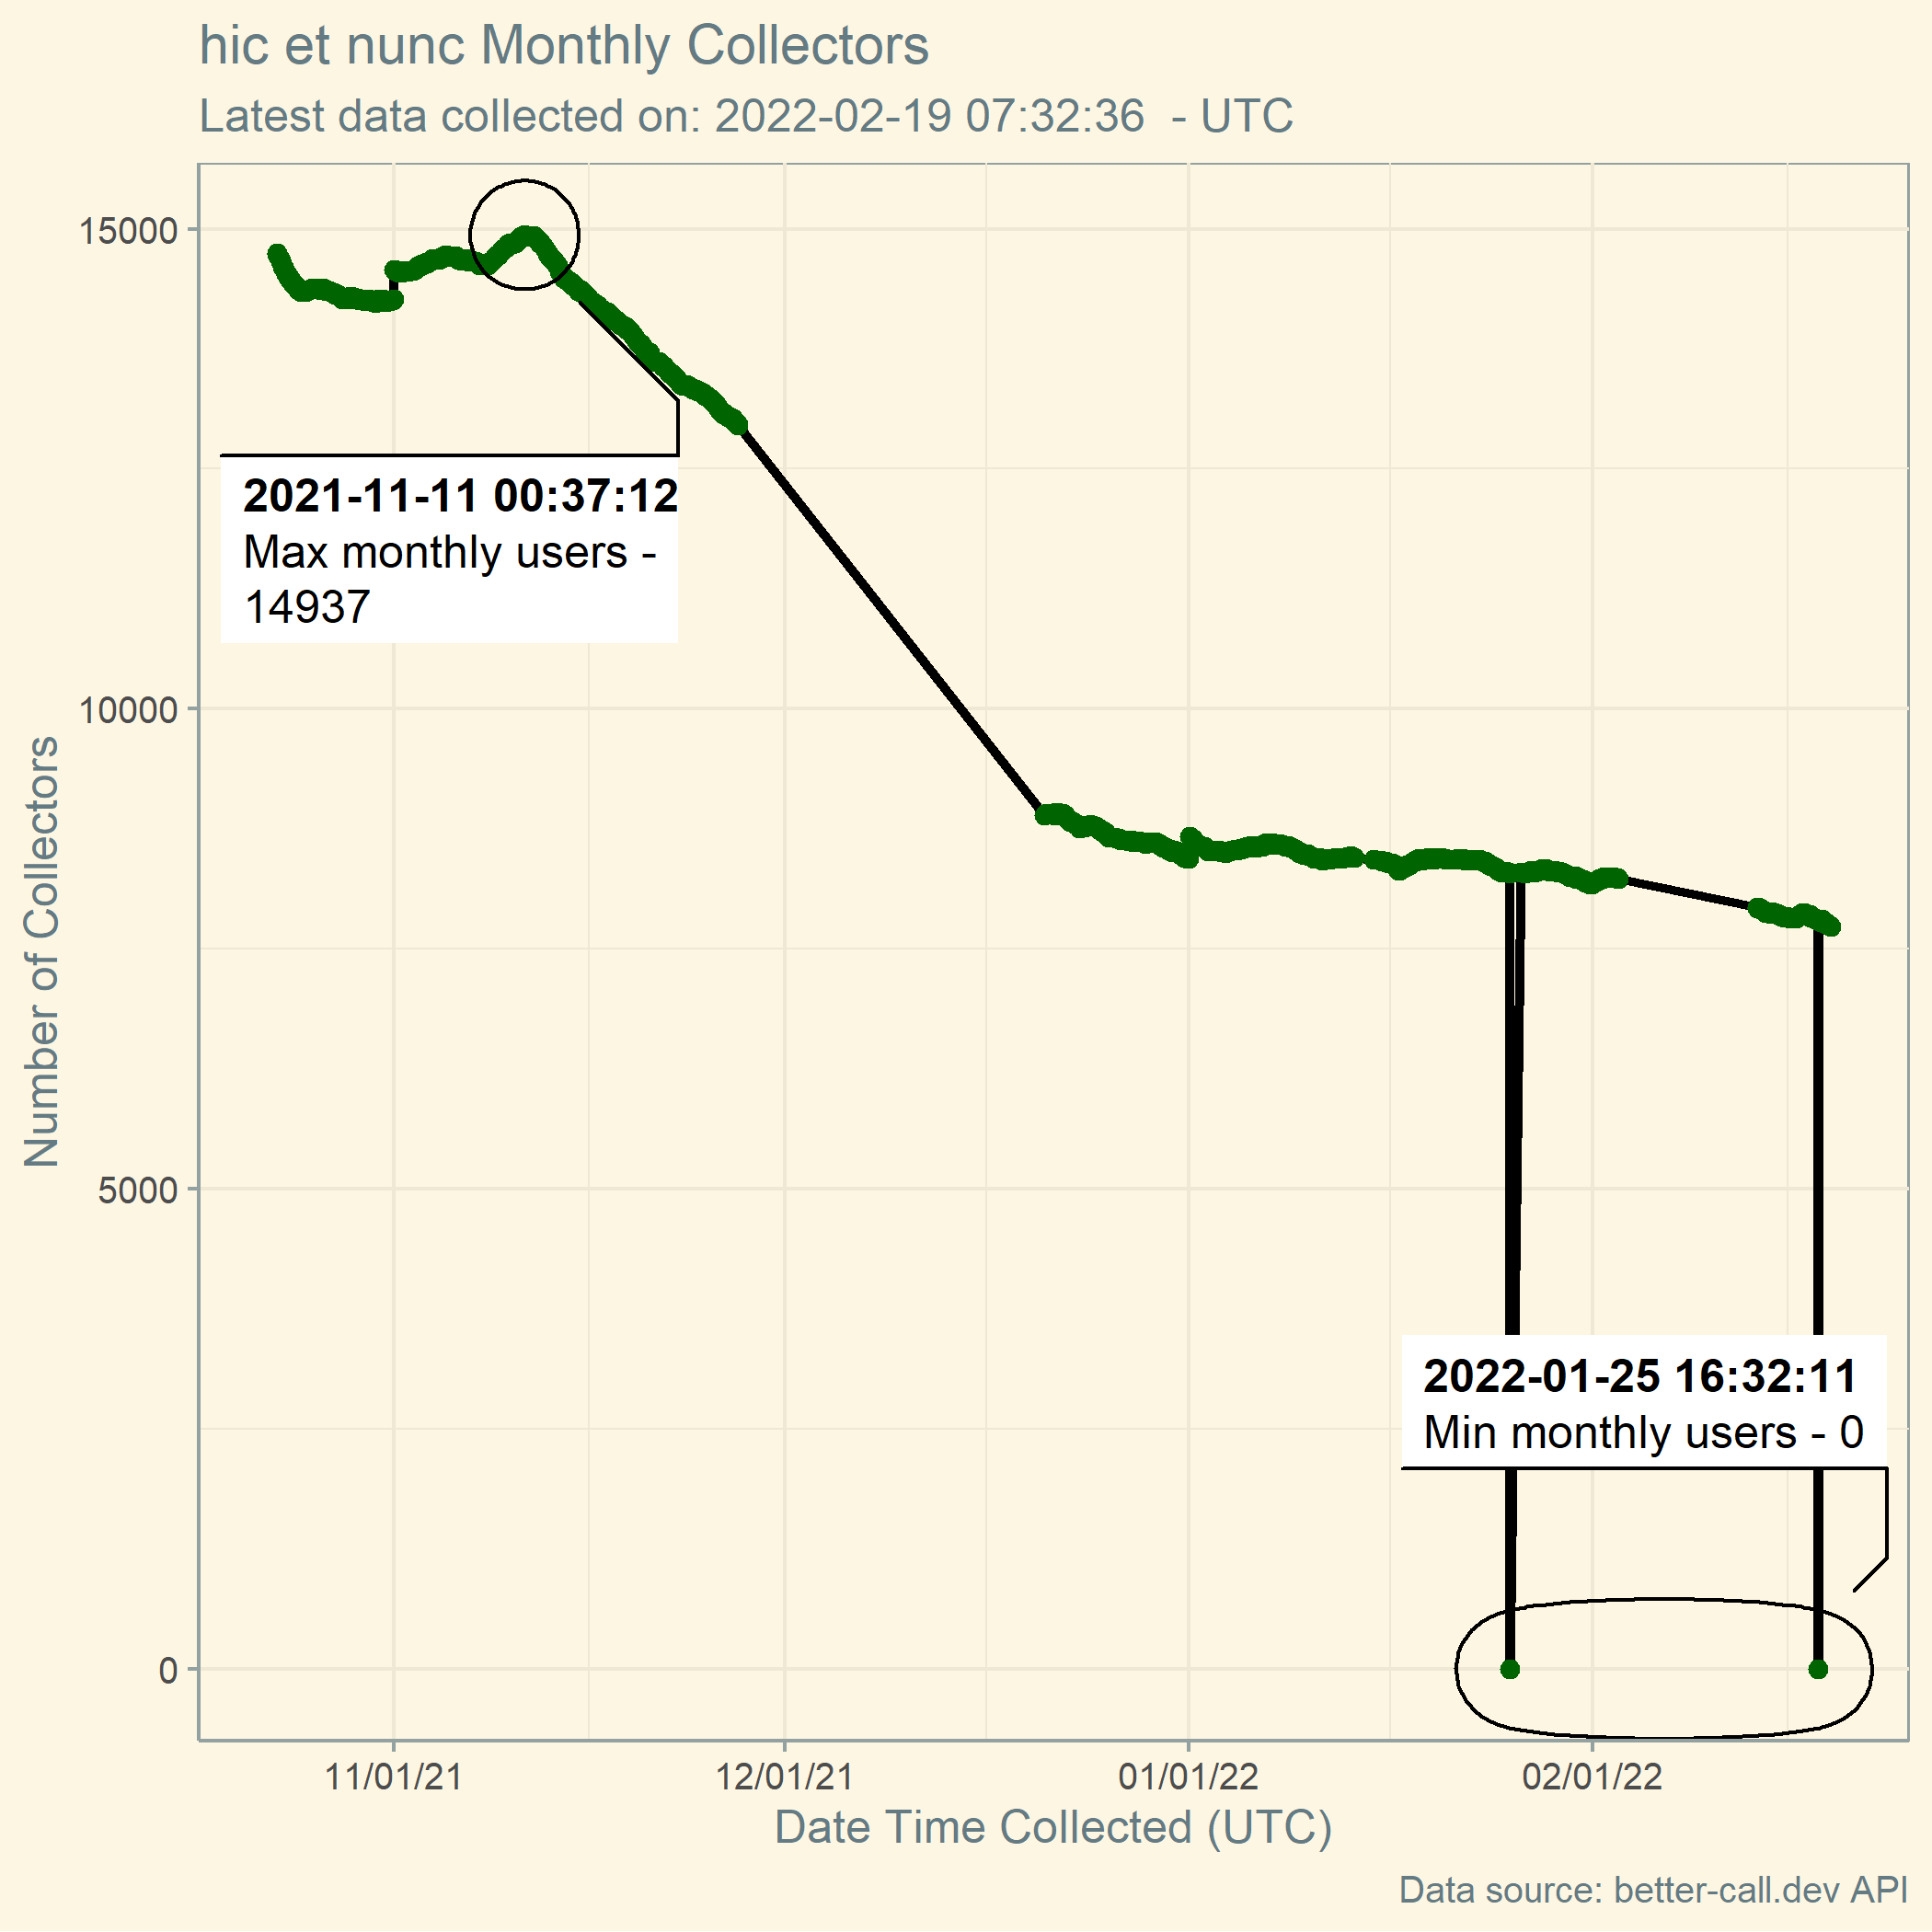 hic et nunc Monthly Collectors
Latest data collected on: 2022-02-19 07:32:36  - UTC
Number of Collectors
15000
10000
5000
0
2021-11-11 00:37:12
Max monthly users -
14937
2022-01-25 16:32:11
Min monthly users - 0
11/01/21
12/01/21
01/01/22
02/01/22
Date Time Collected (UTC)
Data source: better-call.dev API